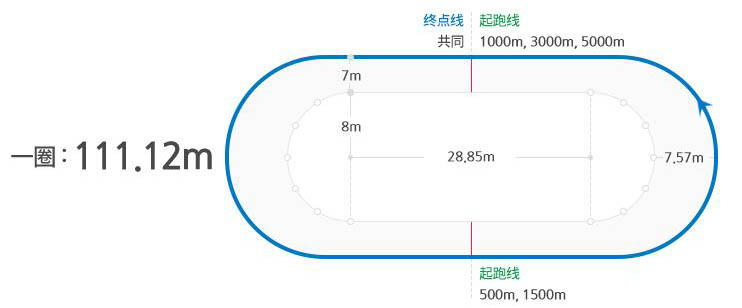 终点线 起跑线
共同 1000m, 3000m, 5000m
7m
8m
一圈 : 111.12m
28.85m
7.57m
起跑线
500m, 1500m